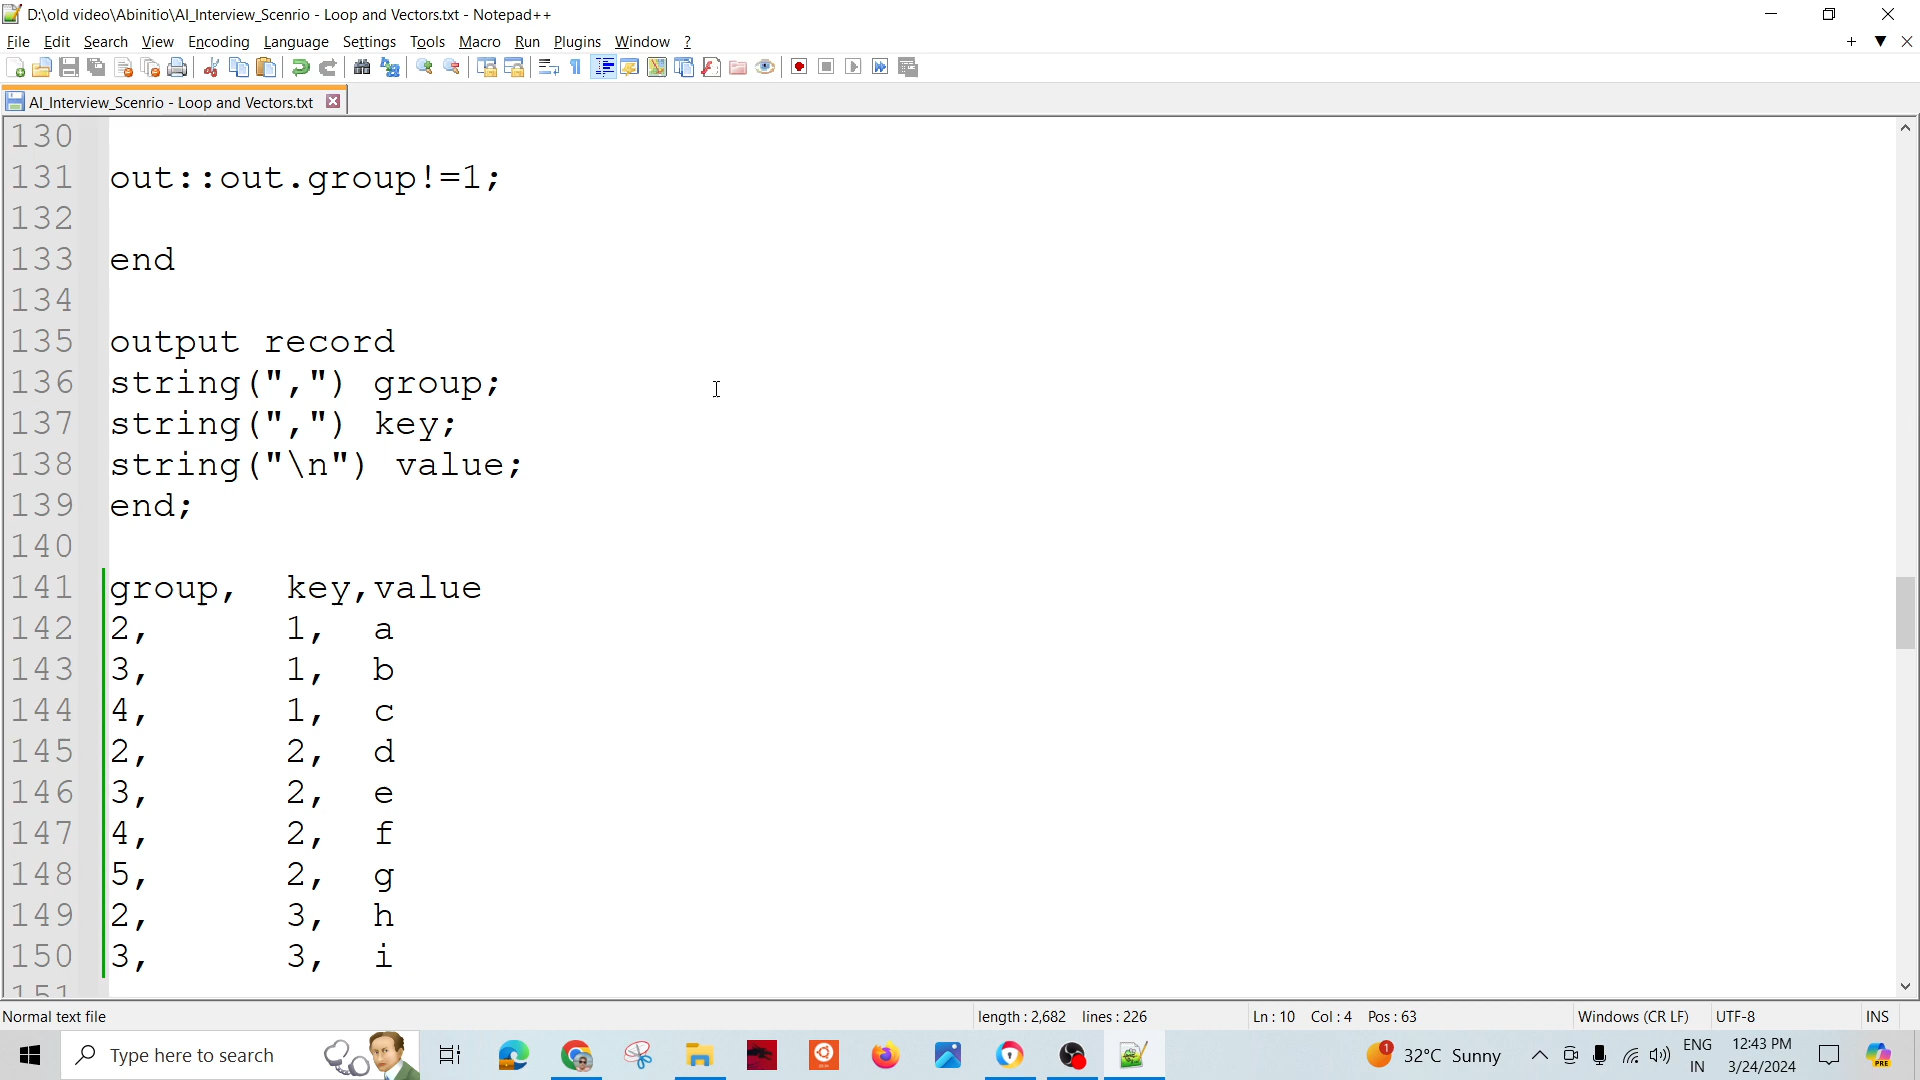 D:\old video\Abinitio\AI_Interview_Scenrio - Loop and Vectors.txt - Notepad++
File Edit Search View Encoding Language Settings Tools Macro Run Plugins Window ?
AI_Interview_Scenrio - Loop and Vectors.txt
130
131 out::out.group!=1;
132
133 end
134
135 output record
136 string(",") group;
137 string(",") key;
138 string("\n") value;
139 end;
140
141 group, key,value
142 2, 1, a
143 3, 1, b
144 4, 1, c
145 2, 2, d
146 3, 2, e
147 4, 2, f
148 5, 2, g
149 2, 3, h
150 3, 3, i
151
Normal text file length : 2,682 lines : 226 Ln : 10 Col : 4 Pos : 63 Windows (CR LF) UTF-8 INS
Type here to search 1 32°C Sunny ENG IN 12:43 PM 3/24/2024 PRE